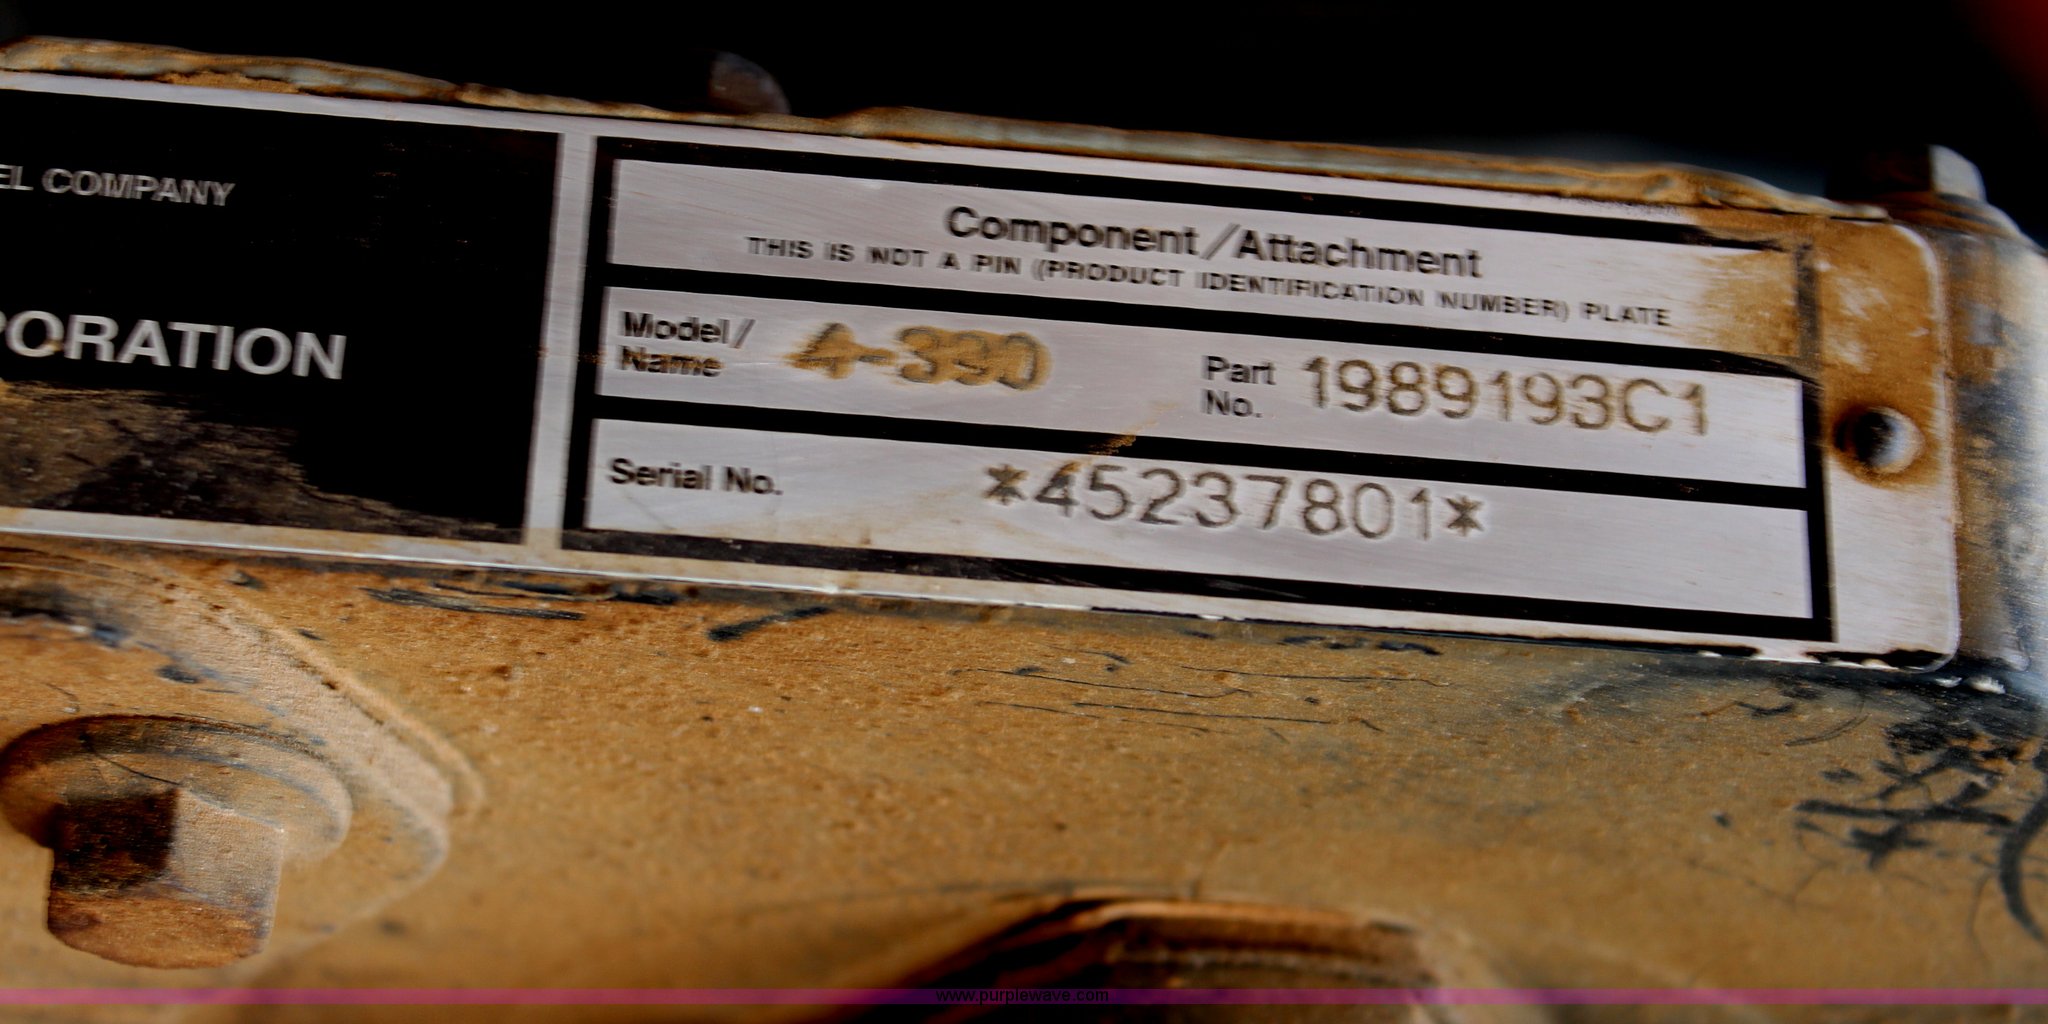 EL COMPANY
PORATION
Component/Attachment
THIS IS NOT A PIN (PRODUCT IDENTIFICATION NUMBER) PLATE
Model/
Name 4-390
Part
No. 1989193C1
Serial No. *45237801*
www.purplewave.com